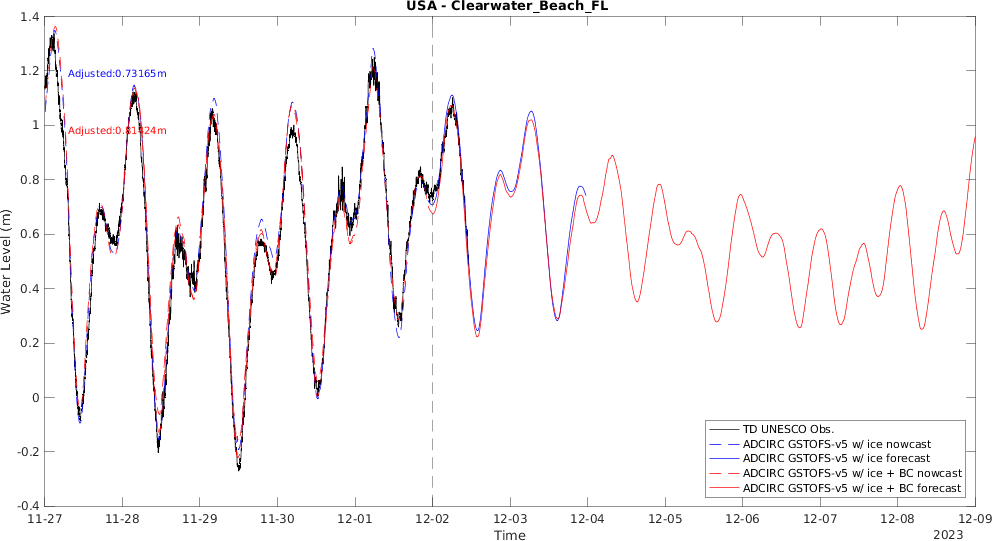 USA - Clearwater_Beach_FL
1.4
1.2
1
0.8
0.6
0.4
0.2
0
-0.2
-0.4
Water Level (m)
Adjusted:0.73165m
Adjusted:0.81424m
TD UNESCO Obs.
ADCIRC GSTOFS-v5 w/ ice nowcast
ADCIRC GSTOFS-v5 w/ ice forecast
ADCIRC GSTOFS-v5 w/ ice + BC nowcast
ADCIRC GSTOFS-v5 w/ ice + BC forecast
11-27 11-28 11-29 11-30 12-01 12-02 12-03 12-04 12-05 12-06 12-07 12-08 12-09
Time
2023